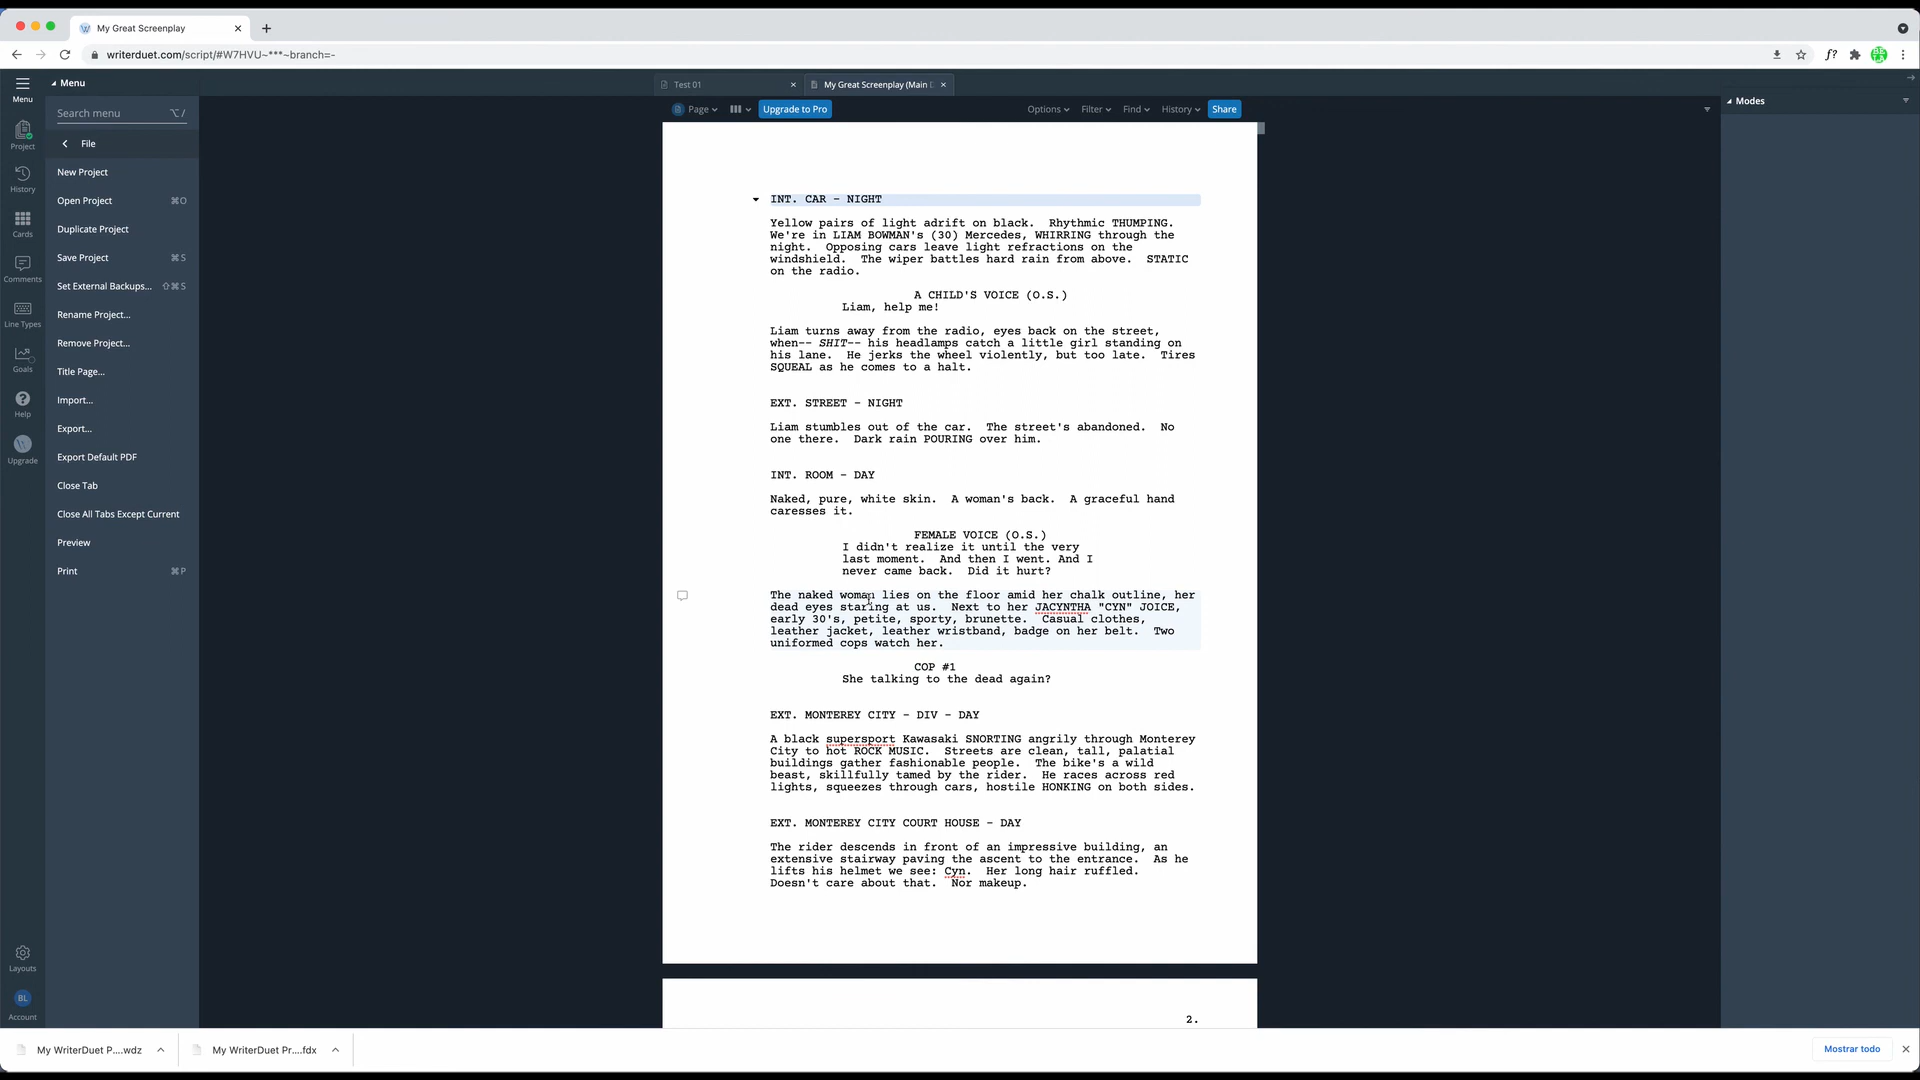 My Great Screenplay
writerduet.com/script/#W7HVU~***~branch=-
f?
Menu
Test 01
My Great Screenplay (Main
Modes
Menu
Search menu
Page
Upgrade to Pro
Options
Filter
Find
History
Share
File
Project
New Project
History
Open Project ⌘O
Cards
Duplicate Project
Comments
Save Project ⌘S
Line Types
Set External Backups... ⇧⌘S
Goals
Rename Project...
Help
Remove Project...
Upgrade
Title Page...
Import...
Export...
Export Default PDF
Close Tab
Close All Tabs Except Current
Preview
Print ⌘P
Layouts
BL
Account
INT. CAR - NIGHT
Yellow pairs of light adrift on black. Rhythmic THUMPING.
We're in LIAM BOWMAN's (30) Mercedes, WHIRRING through the
night. Opposing cars leave light refractions on the
windshield. The wiper battles hard rain from above. STATIC
on the radio.
A CHILD'S VOICE (O.S.)
Liam, help me!
Liam turns away from the radio, eyes back on the street,
when-- SHIT-- his headlamps catch a little girl standing on
his lane. He jerks the wheel violently, but too late. Tires
SQUEAL as he comes to a halt.
EXT. STREET - NIGHT
Liam stumbles out of the car. The street's abandoned. No
one there. Dark rain POURING over him.
INT. ROOM - DAY
Naked, pure, white skin. A woman's back. A graceful hand
caresses it.
FEMALE VOICE (O.S.)
I didn't realize it until the very
last moment. And then I went. And I
never came back. Did it hurt?
The naked woman lies on the floor amid her chalk outline, her
dead eyes staring at us. Next to her JACYNTHA "CYN" JOICE,
early 30's, petite, sporty, brunette. Casual clothes,
leather jacket, leather wristband, badge on her belt. Two
uniformed cops watch her.
COP #1
She talking to the dead again?
EXT. MONTEREY CITY - DIV - DAY
A black supersport Kawasaki SNORTING angrily through Monterey
City to hot ROCK MUSIC. Streets are clean, tall, palatial
buildings gather fashionable people. The bike's a wild
beast, skillfully tamed by the rider. He races across red
lights, squeezes through cars, hostile HONKING on both sides.
EXT. MONTEREY CITY COURT HOUSE - DAY
The rider descends in front of an impressive building, an
extensive stairway paving the ascent to the entrance. As he
lifts his helmet we see: Cyn. Her long hair ruffled.
Doesn't care about that. Nor makeup.
2.
My WriterDuet P....wdz
My WriterDuet Pr....fdx
Mostrar todo